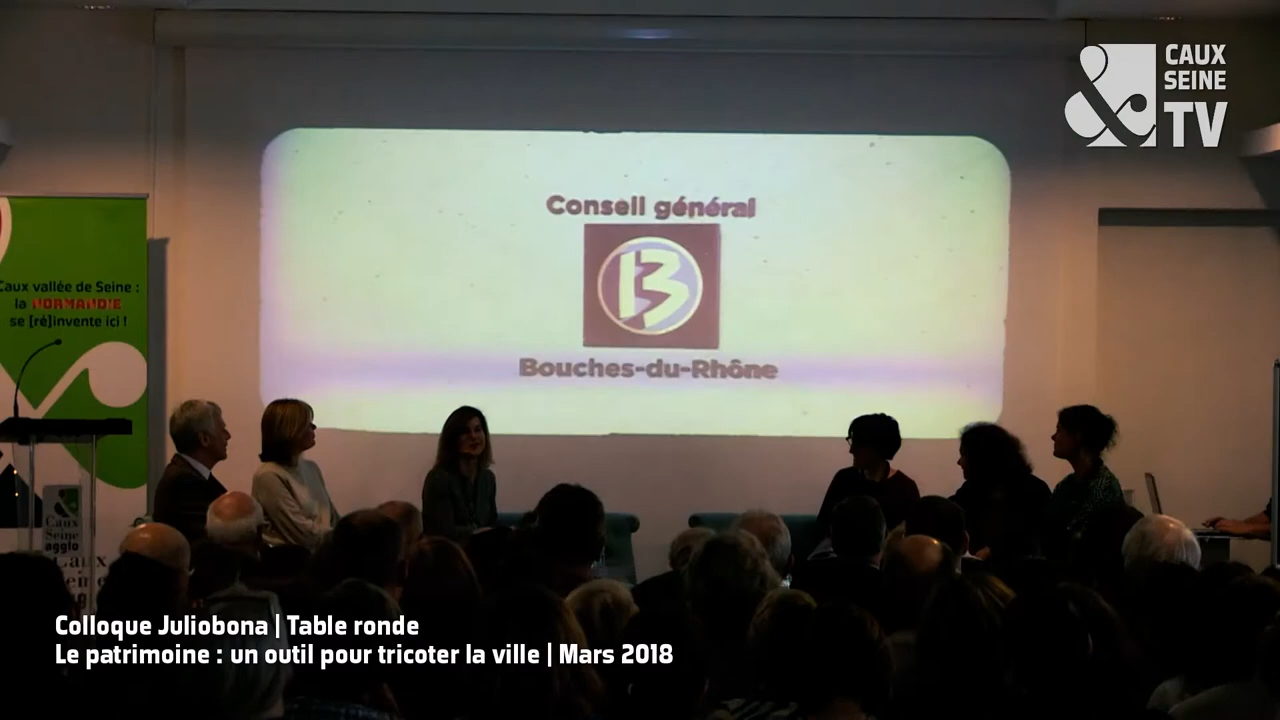 CAUX
SEINE
TV
Conseil général
13
Bouches-du-Rhône
Caux vallée de Seine :
la NORMANDIE
se [ré]invente ici !
Caux
Seine
agglo
Colloque Juliobona | Table ronde
Le patrimoine : un outil pour tricoter la ville | Mars 2018